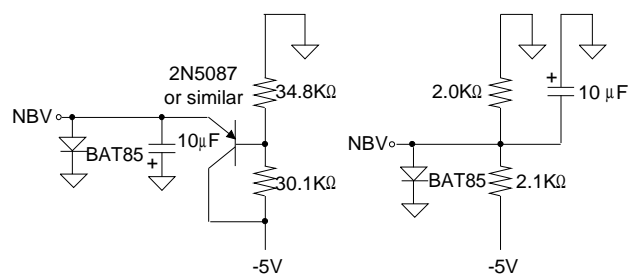 2N5087
or similar
34.8KΩ
NBV
BAT85
10μF
+
30.1KΩ
-5V
2.0KΩ
+
10 μF
NBV
BAT85
2.1KΩ
-5V